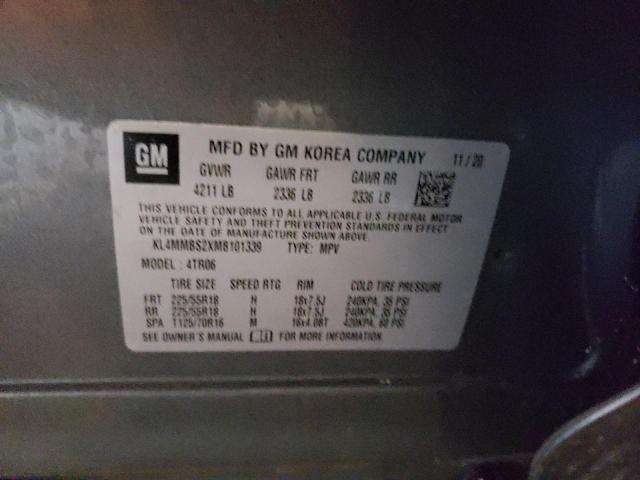 GM MFD BY GM KOREA COMPANY 11/20
GVWR GAWR FRT GAWR RR
4211 LB 2336 LB 2336 LB
THIS VEHICLE CONFORMS TO ALL APPLICABLE U.S. FEDERAL MOTOR
VEHICLE SAFETY AND THEFT PREVENTION STANDARDS IN EFFECT
ON THE DATE OF MANUFACTURE SHOWN ABOVE.
KL4MMBS2XMB101339 TYPE: MPV
MODEL: 4TR06
TIRE SIZE SPEED RTG RIM COLD TIRE PRESSURE
FRT 225/55R18 H 18x7.5J 240KPA, 35 PSI
RR 225/55R18 H 18x7.5J 240KPA, 35 PSI
SPA T125/70R16 M 16x4.0BT 420KPA, 60 PSI
SEE OWNER'S MANUAL FOR MORE INFORMATION